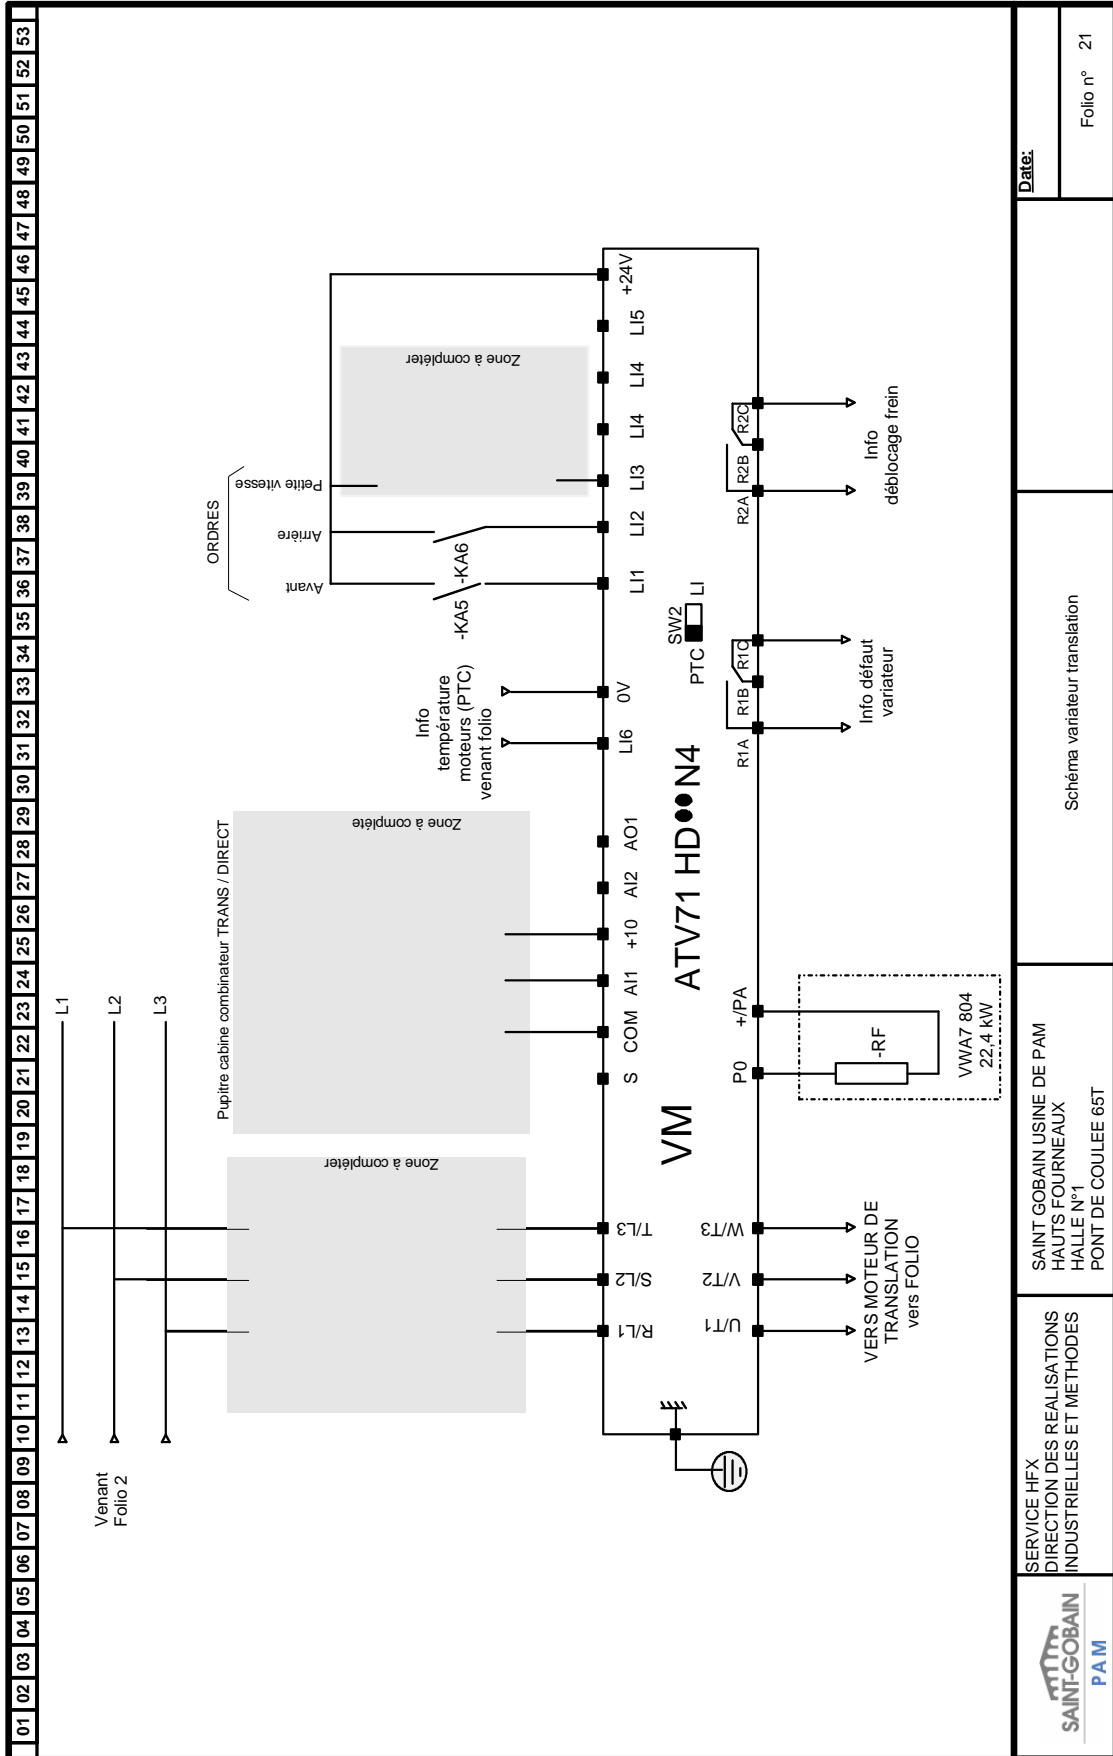 01 02 03 04 05 06 07 08 09 10 11 12 13 14 15 16 17 18 19 20 21 22 23 24 25 26 27 28 29 30 31 32 33 34 35 36 37 38 39 40 41 42 43 44 45 46 47 48 49 50 51 52 53
Venant
Folio 2
L1
L2
L3
Zone à compléter
Pupitre cabine combinateur TRANS / DIRECT
Zone à complète
Info
température
moteurs (PTC)
venant folio
ORDRES
Avant
Arrière
Petite vitesse
-KA5
-KA6
Zone à compléter
R/L1
S/L2
T/L3
S
COM
AI1
+10
AI2
AO1
LI6
0V
LI1
LI2
LI3
LI4
LI4
LI5
+24V
VM
ATV71 HD●●N4
SW2
PTC
LI
U/T1
V/T2
W/T3
P0
+/PA
R1A
R1B
R1C
R2A
R2B
R2C
VERS MOTEUR DE
TRANSLATION
vers FOLIO
-RF
VWA7 804
22,4 kW
Info défaut
variateur
Info
déblocage frein
SAINT-GOBAIN
PAM
SERVICE HFX
DIRECTION DES REALISATIONS
INDUSTRIELLES ET METHODES
SAINT GOBAIN USINE DE PAM
HAUTS FOURNEAUX
HALLE N°1
PONT DE COULEE 65T
Schéma variateur translation
Date:
Folio n° 21